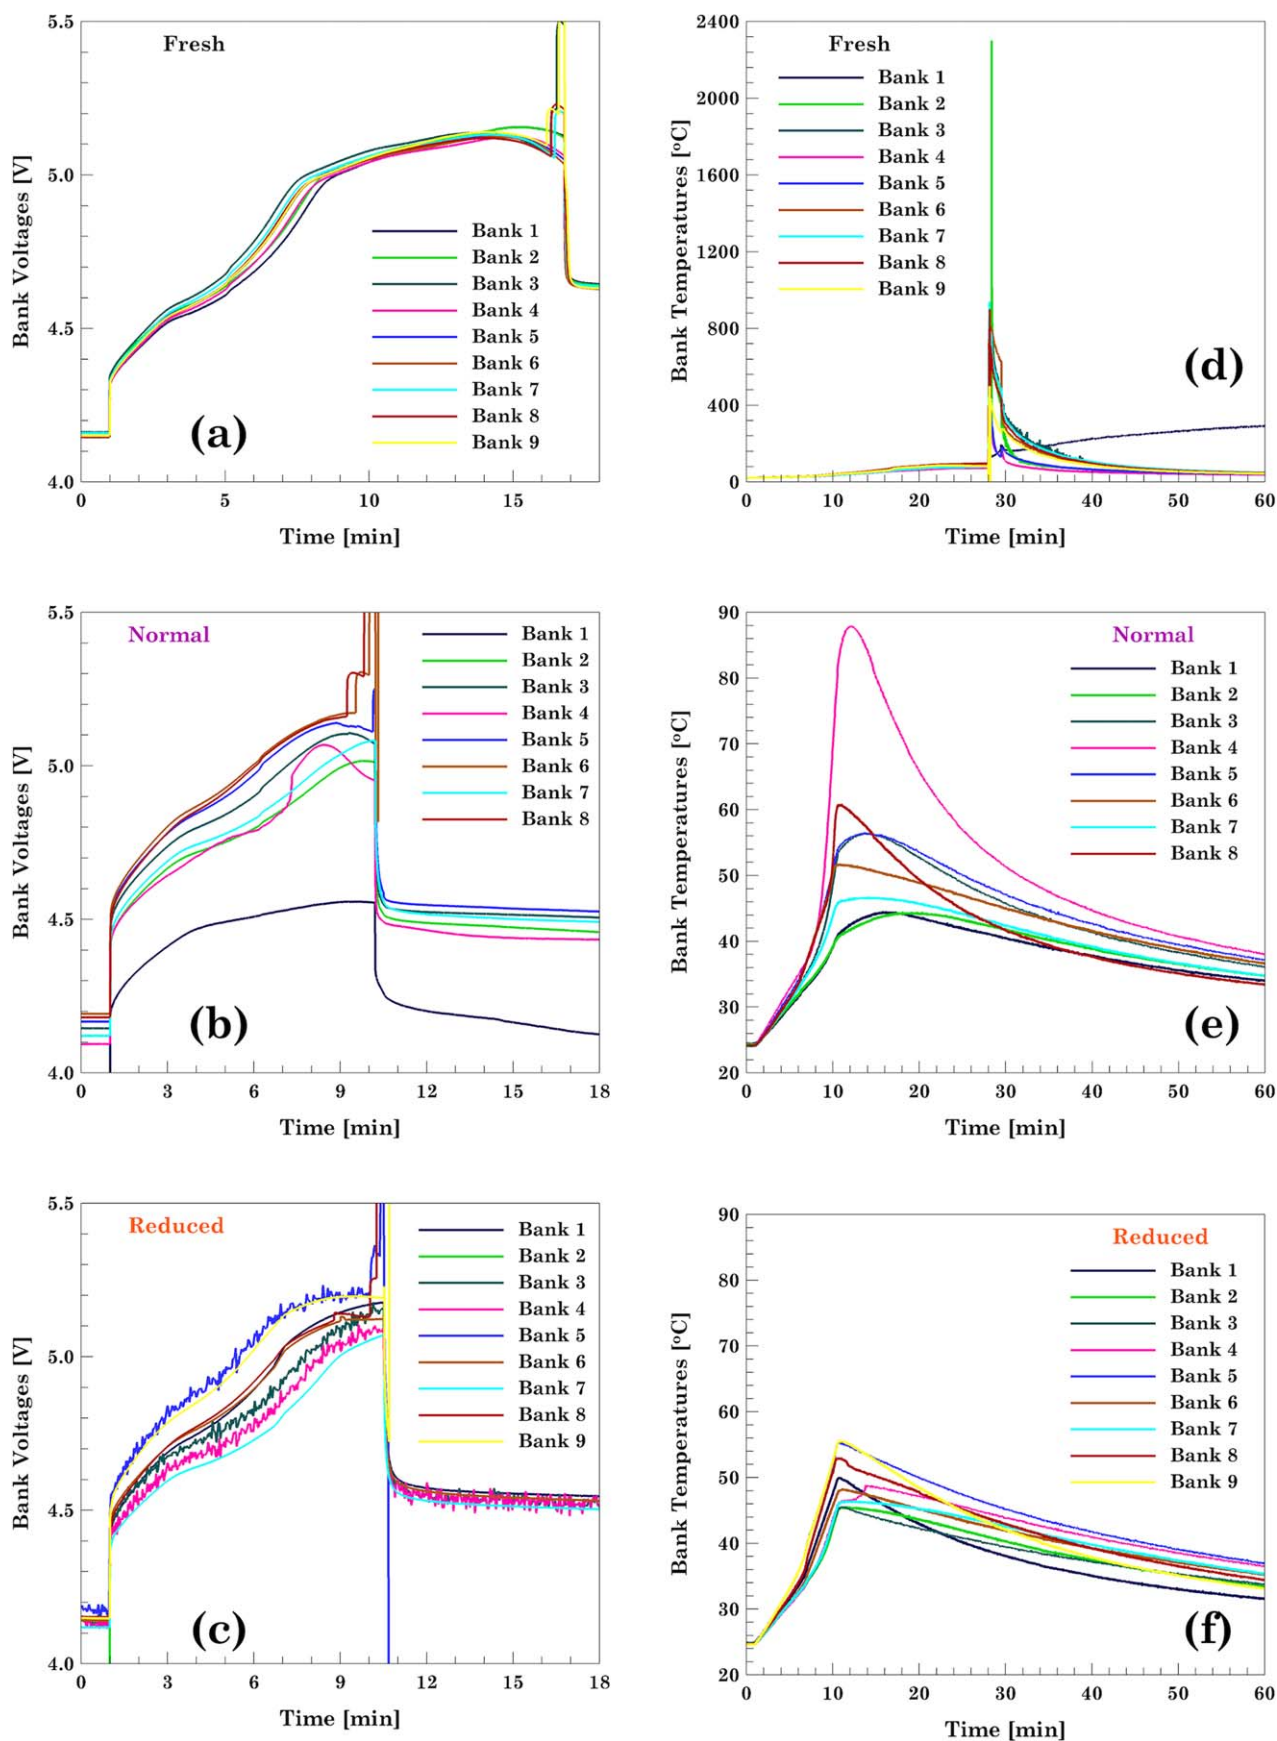 5.5
5.0
4.5
4.0
Bank Voltages [V]
Fresh
Bank 1
Bank 2
Bank 3
Bank 4
Bank 5
Bank 6
Bank 7
Bank 8
Bank 9
(a)
0 5 10 15
Time [min]
2400
2000
1600
1200
800
400
0
Bank Temperatures [°C]
Fresh
Bank 1
Bank 2
Bank 3
Bank 4
Bank 5
Bank 6
Bank 7
Bank 8
Bank 9
(d)
0 10 20 30 40 50 60
Time [min]
5.5
5.0
4.5
4.0
Bank Voltages [V]
Normal
Bank 1
Bank 2
Bank 3
Bank 4
Bank 5
Bank 6
Bank 7
Bank 8
(b)
0 3 6 9 12 15 18
Time [min]
90
80
70
60
50
40
30
20
Bank Temperatures [°C]
Normal
Bank 1
Bank 2
Bank 3
Bank 4
Bank 5
Bank 6
Bank 7
Bank 8
(e)
0 10 20 30 40 50 60
Time [min]
5.5
5.0
4.5
4.0
Bank Voltages [V]
Reduced
Bank 1
Bank 2
Bank 3
Bank 4
Bank 5
Bank 6
Bank 7
Bank 8
Bank 9
(c)
0 3 6 9 12 15 18
Time [min]
90
80
70
60
50
40
30
20
Bank Temperatures [°C]
Reduced
Bank 1
Bank 2
Bank 3
Bank 4
Bank 5
Bank 6
Bank 7
Bank 8
Bank 9
(f)
0 10 20 30 40 50 60
Time [min]